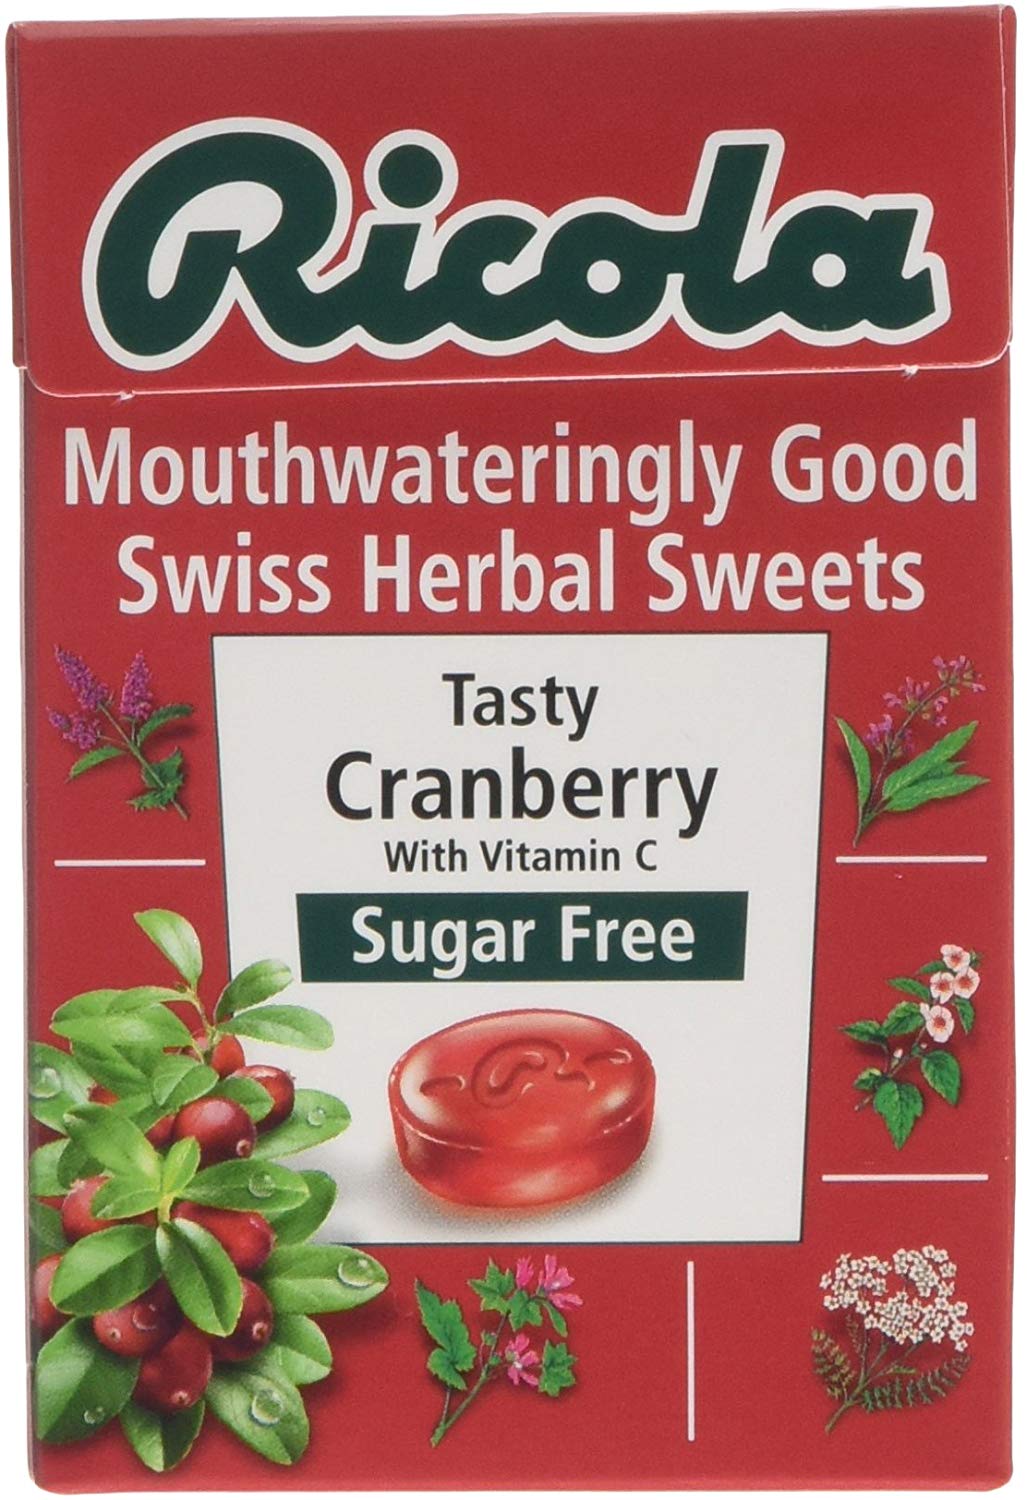 Ricola
Mouthwateringly Good
Swiss Herbal Sweets
Tasty
Cranberry
With Vitamin C
Sugar Free